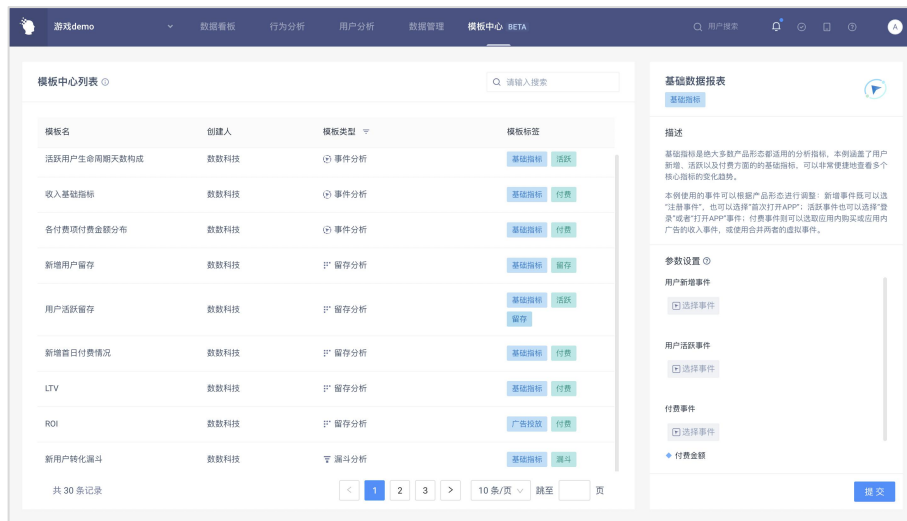 游戏demo 数据看板 行为分析 用户分析 数据管理 模板中心 BETA 用户搜索 A
模板中心列表 请输入搜索
模板名 创建人 模板类型 模板标签
活跃用户生命周期天数构成 数数科技 事件分析 基础指标 活跃
收入基础指标 数数科技 事件分析 基础指标 付费
各付费项付费金额分布 数数科技 事件分析 基础指标 付费
新增用户留存 数数科技 留存分析 基础指标 留存
用户活跃留存 数数科技 留存分析 基础指标 活跃
留存
新增首日付费情况 数数科技 留存分析 基础指标 付费
LTV 数数科技 留存分析 基础指标 付费
ROI 数数科技 留存分析 广告投放 付费
新用户转化漏斗 数数科技 漏斗分析 基础指标 漏斗
共 30 条记录 < 1 2 3 > 10 条/页 跳至 页
基础数据报表
基础指标
描述
基础指标是绝大多数产品形态都适用的分析指标，本例涵盖了用户
新增、活跃以及付费方面的的基础指标，可以非常便捷地查看多个
核心指标的变化趋势。
本例使用的事件可以根据产品形态进行调整：新增事件既可以选
“注册事件”，也可以选择“首次打开APP”；活跃事件也可以选择“登
录”或者“打开APP”事件；付费事件则可以选取应用内购买或应用内
广告的收入事件，或使用合并两者的虚拟事件。
参数设置
用户新增事件
选择事件
用户活跃事件
选择事件
付费事件
选择事件
付费金额
提交